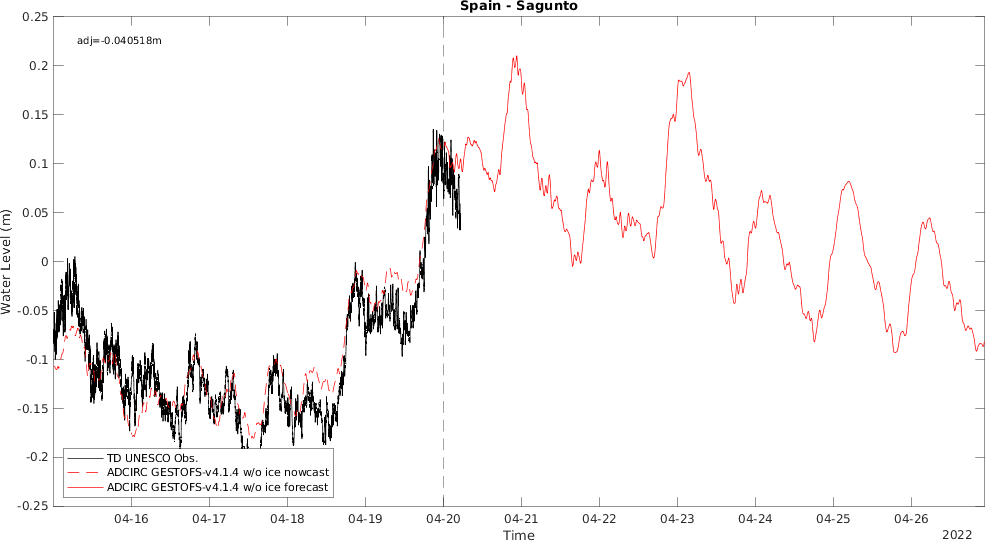 Spain - Sagunto
adj=-0.040518m
0.25
0.2
0.15
0.1
0.05
0
-0.05
-0.1
-0.15
-0.2
-0.25
Water Level (m)
TD UNESCO Obs.
ADCIRC GESTOFS-v4.1.4 w/o ice nowcast
ADCIRC GESTOFS-v4.1.4 w/o ice forecast
04-16 04-17 04-18 04-19 04-20 04-21 04-22 04-23 04-24 04-25 04-26
Time
2022